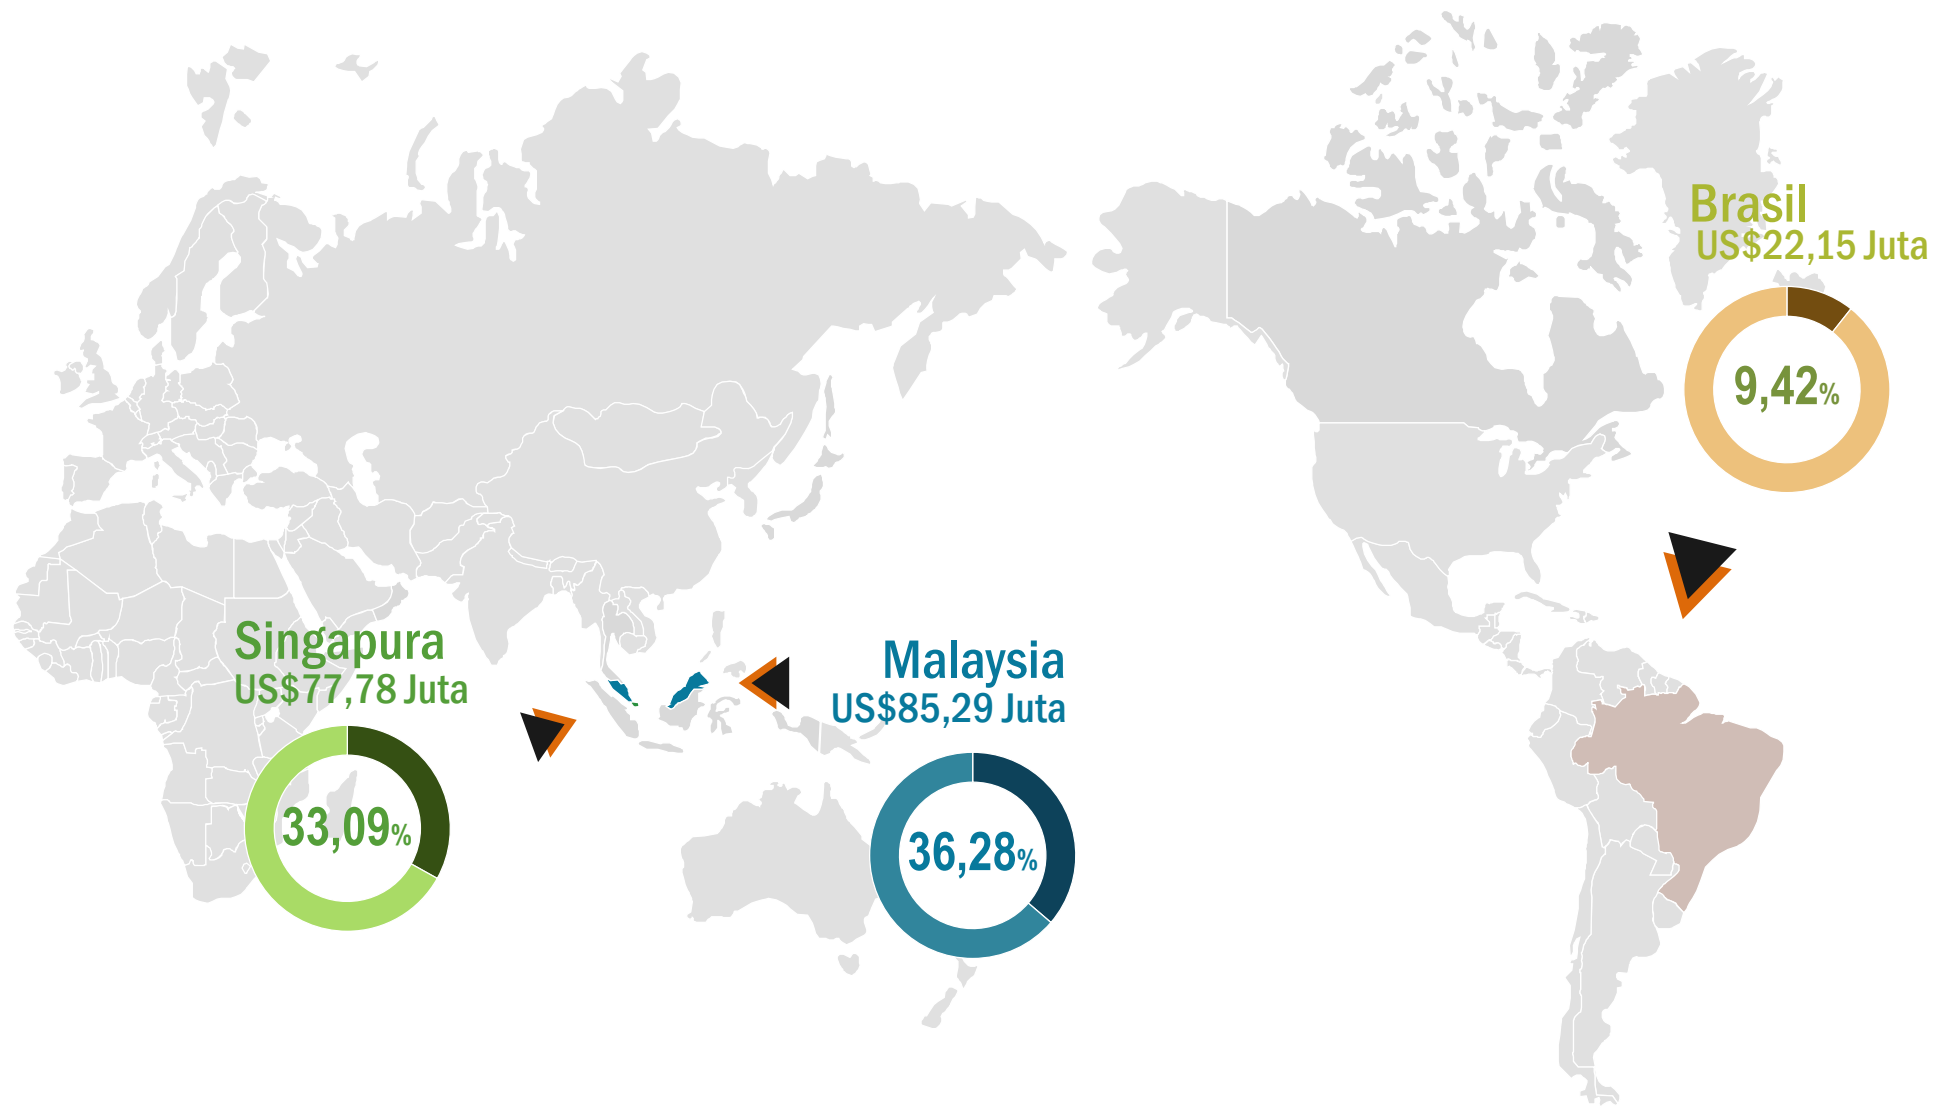 Brasil
US$22,15 Juta
9,42%
Singapura
US$77,78 Juta
33,09%
Malaysia
US$85,29 Juta
36,28%